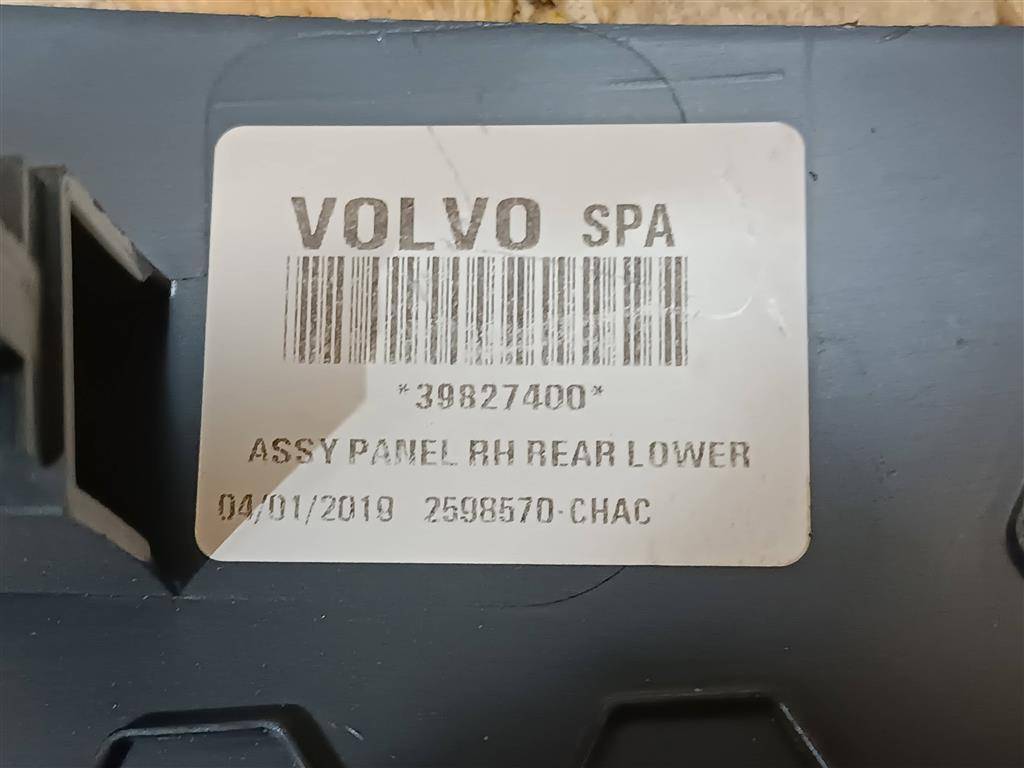 VOLVO SPA
*39827400*
ASSY PANEL RH REAR LOWER
04/01/2019 2598570-CHAC